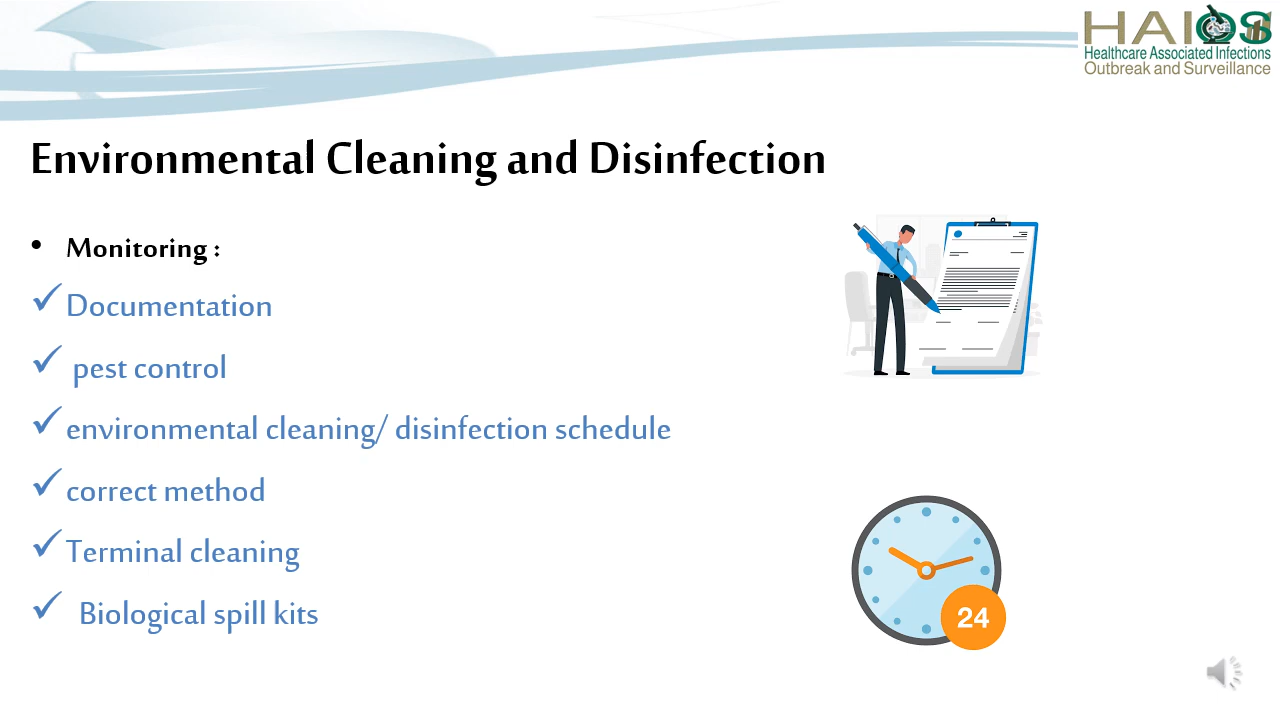 HAIOS
Healthcare Associated Infections
Outbreak and Surveillance
Environmental Cleaning and Disinfection
• Monitoring :
✓ Documentation
✓ pest control
✓ environmental cleaning/ disinfection schedule
✓ correct method
✓ Terminal cleaning
✓ Biological spill kits
24